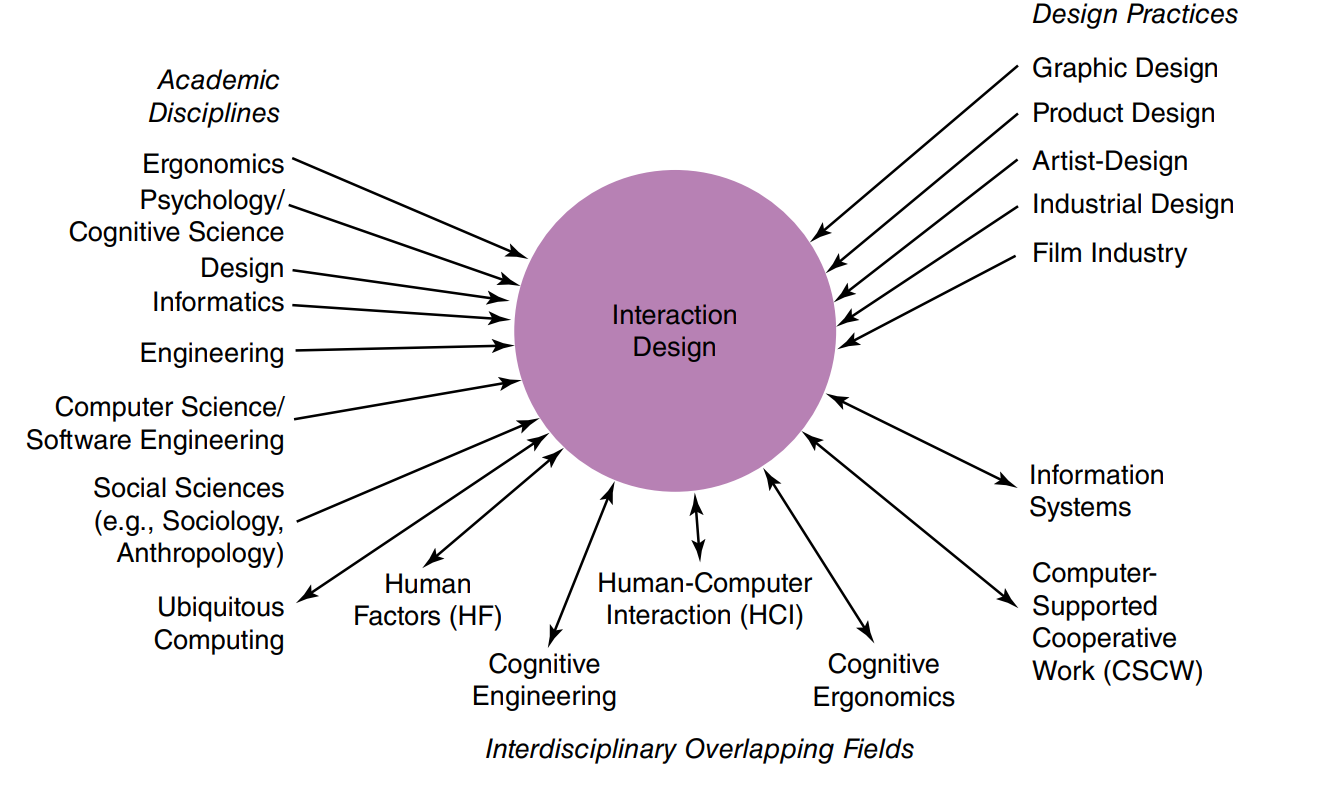 Design Practices
Graphic Design
Product Design
Artist-Design
Industrial Design
Film Industry
Academic
Disciplines
Ergonomics
Psychology/
Cognitive Science
Design
Informatics
Engineering
Computer Science/
Software Engineering
Social Sciences
(e.g., Sociology,
Anthropology)
Ubiquitous
Computing
Interaction
Design
Human
Factors (HF)
Cognitive
Engineering
Human-Computer
Interaction (HCI)
Cognitive
Ergonomics
Information
Systems
Computer-
Supported
Cooperative
Work (CSCW)
Interdisciplinary Overlapping Fields